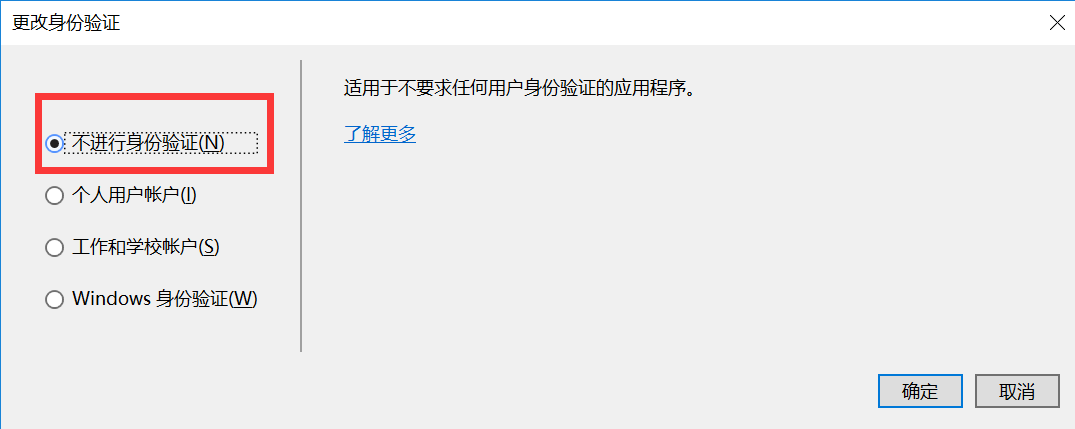 更改身份验证
适用于不要求任何用户身份验证的应用程序。
了解更多
不进行身份验证(N)
个人用户帐户(I)
工作和学校帐户(S)
Windows 身份验证(W)
确定
取消